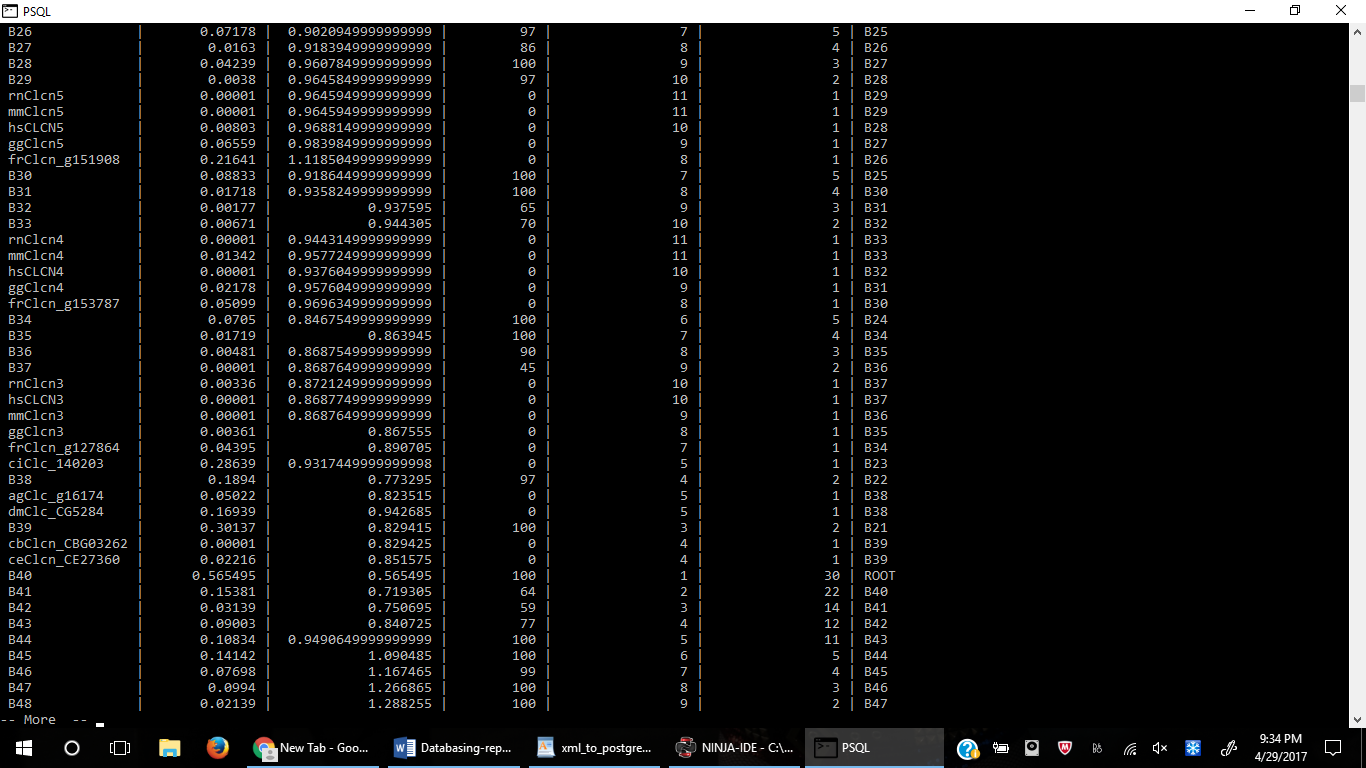 PSQL
B26 | 0.07178 | 0.9020949999999999 | 97 | 7 | 5 | B25
B27 | 0.0163 | 0.9183949999999999 | 86 | 8 | 4 | B26
B28 | 0.04239 | 0.9607849999999999 | 100 | 9 | 3 | B27
B29 | 0.0038 | 0.9645849999999999 | 97 | 10 | 2 | B28
rnClcn5 | 0.00001 | 0.9645949999999999 | 0 | 11 | 1 | B29
mmClcn5 | 0.00001 | 0.9645949999999999 | 0 | 11 | 1 | B29
hsCLCN5 | 0.00803 | 0.9688149999999999 | 0 | 10 | 1 | B28
ggClcn5 | 0.06559 | 0.9839849999999999 | 0 | 9 | 1 | B27
frClcn_g151908 | 0.21641 | 1.1185049999999999 | 0 | 8 | 1 | B26
B30 | 0.08833 | 0.9186449999999999 | 100 | 7 | 5 | B25
B31 | 0.01718 | 0.9358249999999999 | 100 | 8 | 4 | B30
B32 | 0.00177 | 0.937595 | 65 | 9 | 3 | B31
B33 | 0.00671 | 0.944305 | 70 | 10 | 2 | B32
rnClcn4 | 0.00001 | 0.9443149999999999 | 0 | 11 | 1 | B33
mmClcn4 | 0.01342 | 0.9577249999999999 | 0 | 11 | 1 | B33
hsCLCN4 | 0.00001 | 0.9376049999999999 | 0 | 10 | 1 | B32
ggClcn4 | 0.02178 | 0.9576049999999999 | 0 | 9 | 1 | B31
frClcn_g153787 | 0.05099 | 0.9696349999999999 | 0 | 8 | 1 | B30
B34 | 0.0705 | 0.8467549999999999 | 100 | 6 | 5 | B24
B35 | 0.01719 | 0.863945 | 100 | 7 | 4 | B34
B36 | 0.00481 | 0.8687549999999999 | 90 | 8 | 3 | B35
B37 | 0.00001 | 0.8687649999999999 | 45 | 9 | 2 | B36
rnClcn3 | 0.00336 | 0.8721249999999999 | 0 | 10 | 1 | B37
hsCLCN3 | 0.00001 | 0.8687749999999999 | 0 | 10 | 1 | B37
mmClcn3 | 0.00001 | 0.8687649999999999 | 0 | 9 | 1 | B36
ggClcn3 | 0.00361 | 0.867555 | 0 | 8 | 1 | B35
frClcn_g127864 | 0.04395 | 0.890705 | 0 | 7 | 1 | B34
ciClc_140203 | 0.28639 | 0.9317449999999998 | 0 | 5 | 1 | B23
B38 | 0.1894 | 0.773295 | 97 | 4 | 2 | B22
agClc_g16174 | 0.05022 | 0.823515 | 0 | 5 | 1 | B38
dmClc_CG5284 | 0.16939 | 0.942685 | 0 | 5 | 1 | B38
B39 | 0.30137 | 0.829415 | 100 | 3 | 2 | B21
cbClcn_CBG03262 | 0.00001 | 0.829425 | 0 | 4 | 1 | B39
ceClcn_CE27360 | 0.02216 | 0.851575 | 0 | 4 | 1 | B39
B40 | 0.565495 | 0.565495 | 100 | 1 | 30 | ROOT
B41 | 0.15381 | 0.719305 | 64 | 2 | 22 | B40
B42 | 0.03139 | 0.750695 | 59 | 3 | 14 | B41
B43 | 0.09003 | 0.840725 | 77 | 4 | 12 | B42
B44 | 0.10834 | 0.9490649999999999 | 100 | 5 | 11 | B43
B45 | 0.14142 | 1.090485 | 100 | 6 | 5 | B44
B46 | 0.07698 | 1.167465 | 99 | 7 | 4 | B45
B47 | 0.0994 | 1.266865 | 100 | 8 | 3 | B46
B48 | 0.02139 | 1.288255 | 100 | 9 | 2 | B47
-- More --
New Tab - Goo... Databasing-rep... xml_to_postgre... NINJA-IDE - C:\... PSQL 9:34 PM
4/29/2017